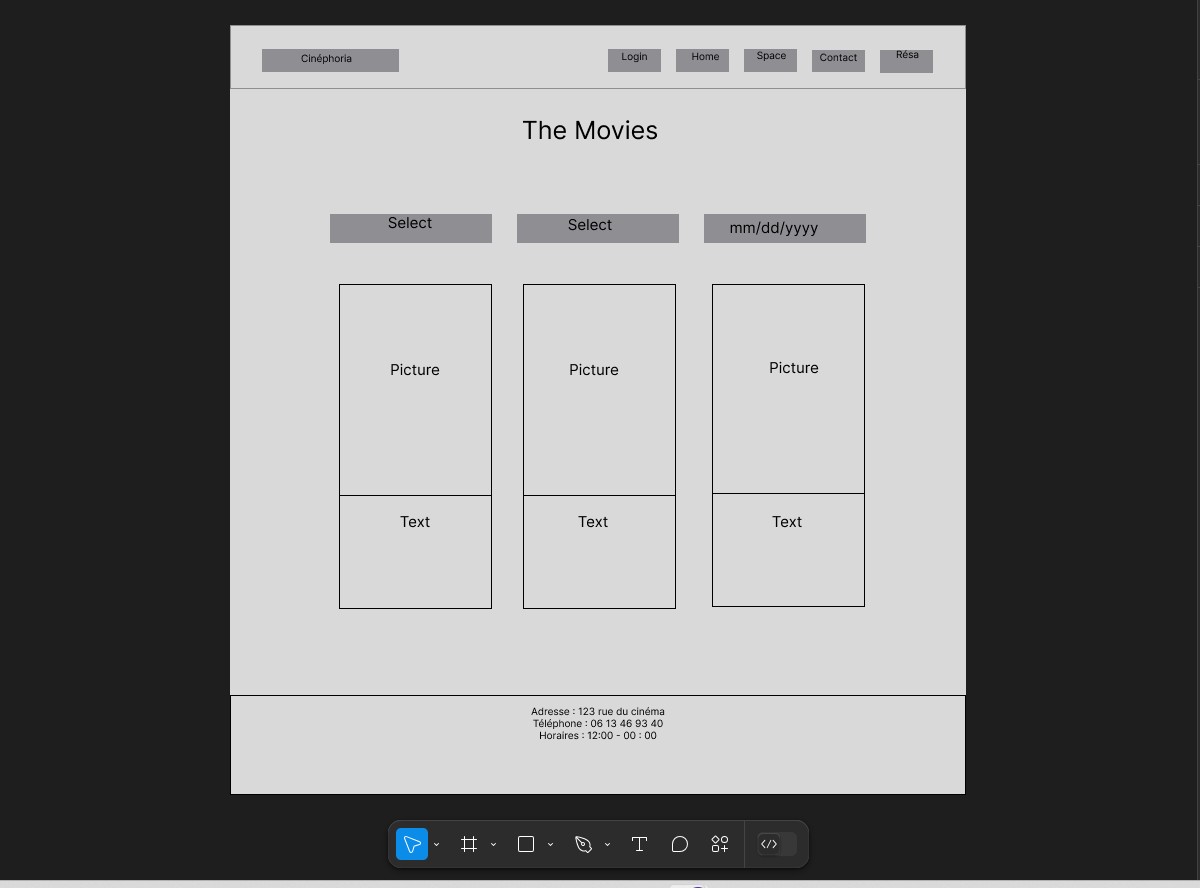 Cinéphoria
Login
Home
Space
Contact
Résa
The Movies
Select
Select
mm/dd/yyyy
Picture
Picture
Picture
Text
Text
Text
Adresse : 123 rue du cinéma
Téléphone : 06 13 46 93 40
Horaires : 12:00 - 00 : 00